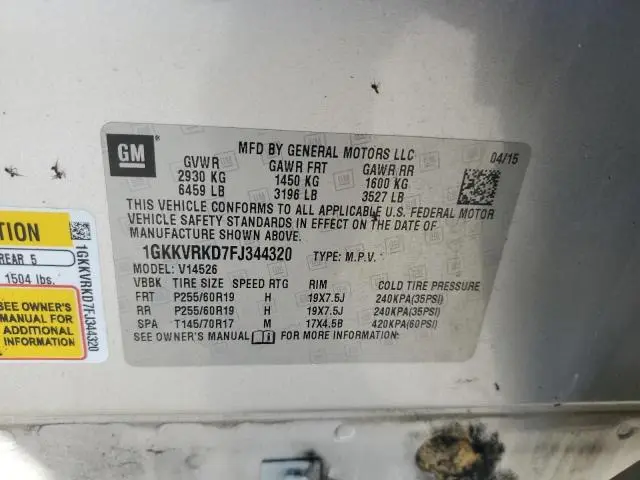 GM
MFD BY GENERAL MOTORS LLC 04/15
GVWR GAWR FRT GAWR RR
2930 KG 1450 KG 1600 KG
6459 LB 3196 LB 3527 LB
THIS VEHICLE CONFORMS TO ALL APPLICABLE U.S. FEDERAL MOTOR
VEHICLE SAFETY STANDARDS IN EFFECT ON THE DATE OF
MANUFACTURE SHOWN ABOVE.
1GKKVRKD7FJ344320 TYPE: M.P.V.
MODEL: V14526
VBBK TIRE SIZE SPEED RTG RIM COLD TIRE PRESSURE
FRT P255/60R19 H 19X7.5J 240KPA(35PSI)
RR P255/60R19 H 19X7.5J 240KPA(35PSI)
SPA T145/70R17 M 17X4.5B 420KPA(60PSI)
SEE OWNER'S MANUAL FOR MORE INFORMATION.
TION
REAR 5
1504 lbs.
SEE OWNER'S
MANUAL FOR
ADDITIONAL
INFORMATION
1GKKVRKD7FJ344320